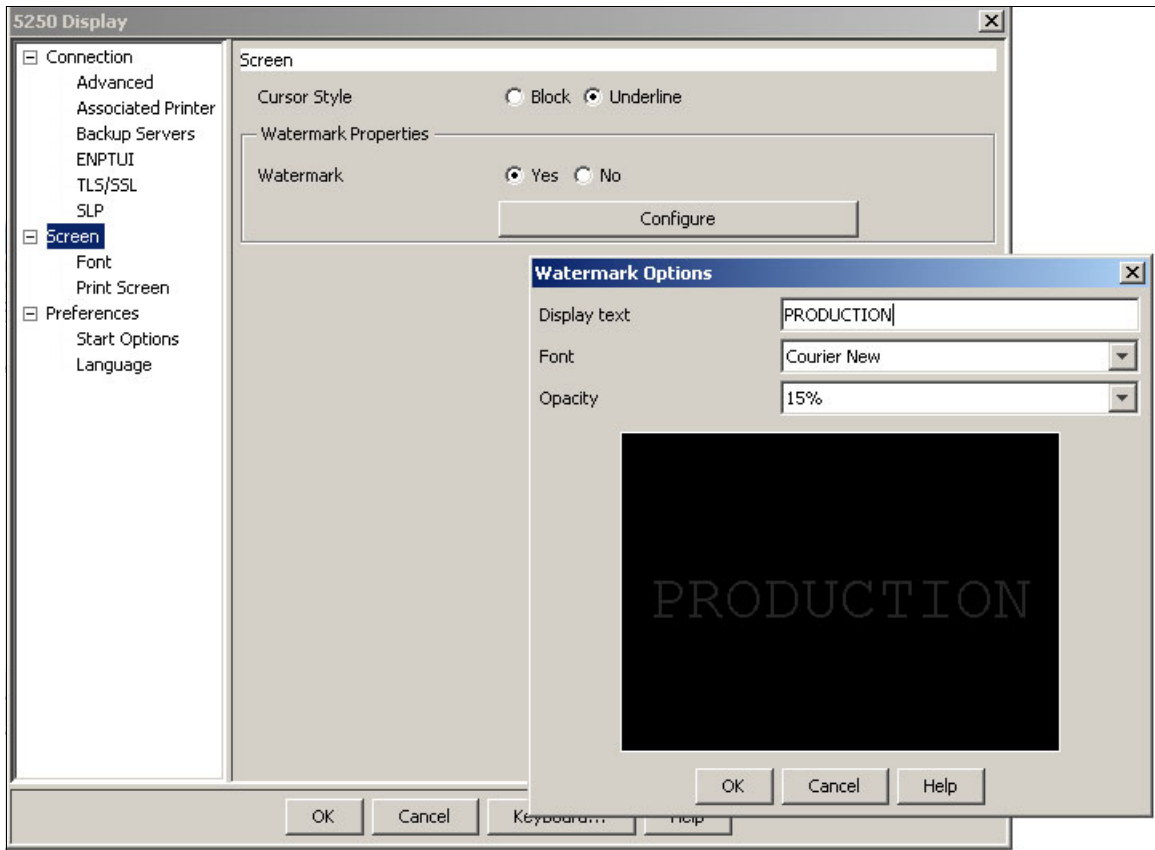 5250 Display
Connection
Advanced
Associated Printer
Backup Servers
ENPTUI
TLS/SSL
SLP
Screen
Font
Print Screen
Preferences
Start Options
Language
Screen
Cursor Style Block Underline
Watermark Properties
Watermark Yes No
Configure
Watermark Options
Display text PRODUCTION
Font Courier New
Opacity 15%
PRODUCTION
OK Cancel Help
OK Cancel Keyboard... Help